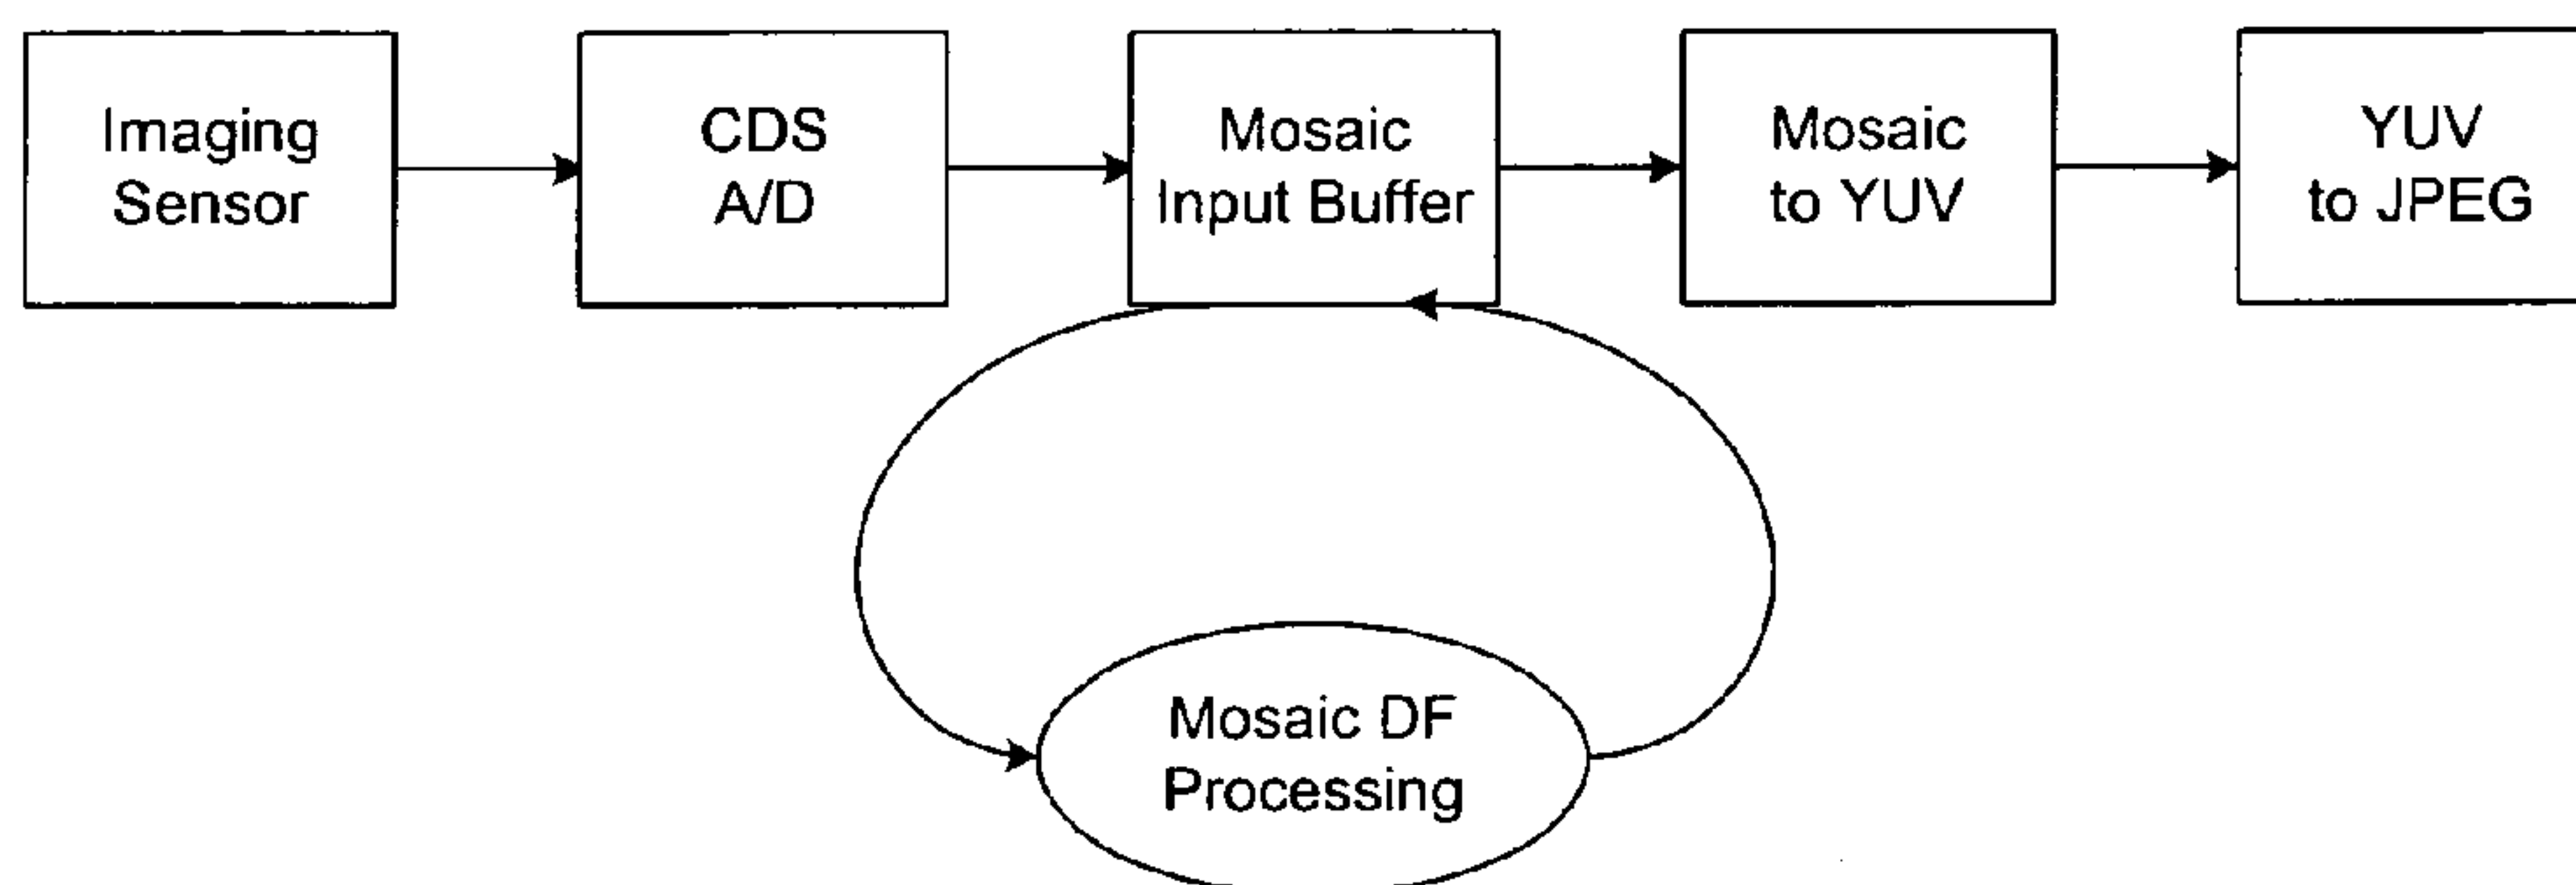 Imaging
Sensor
CDS
A/D
Mosaic
Input Buffer
Mosaic
to YUV
YUV
to JPEG
Mosaic DF
Processing